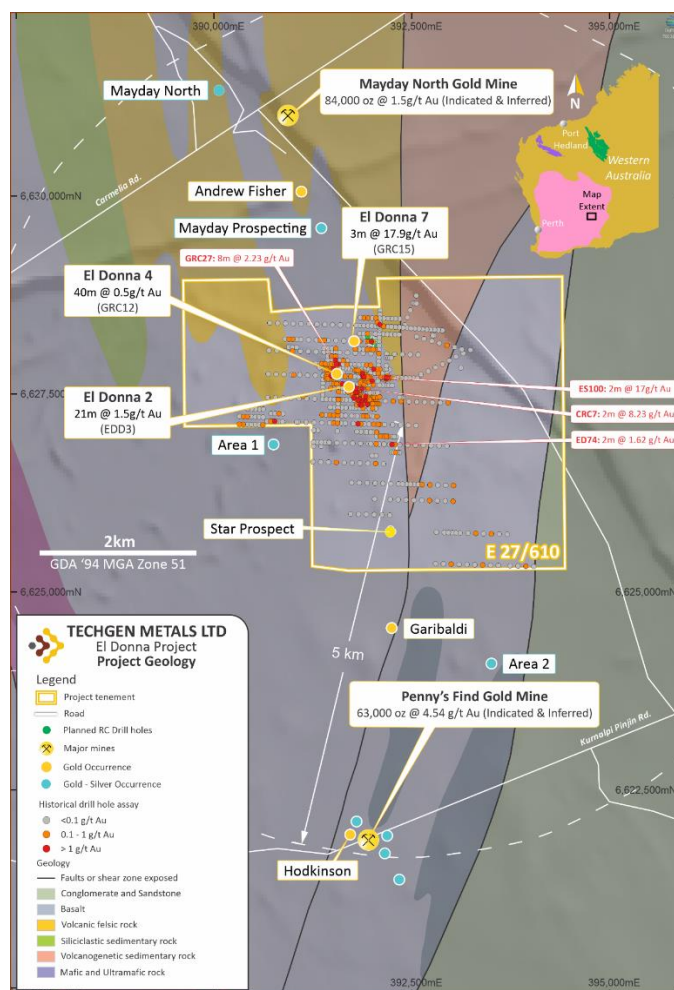 390,000mE
392,500mE
395,000mE
Mayday North
Mayday North Gold Mine
84,000 oz @ 1.5g/t Au (Indicated & Inferred)
N
Port
Hedland
Western
Australia
Map
Extent
Perth
Carmelia Rd.
6,630,000mN
Andrew Fisher
Mayday Prospecting
El Donna 7
3m @ 17.9g/t Au
(GRC15)
GRC27: 8m @ 2.23 g/t Au
El Donna 4
40m @ 0.5g/t Au
(GRC12)
6,627,500mN
El Donna 2
21m @ 1.5g/t Au
(EDD3)
ES100: 2m @ 17g/t Au
CRC7: 2m @ 8.23 g/t Au
ED74: 2m @ 1.62 g/t Au
Area 1
Star Prospect
E 27/610
2km
GDA '94 MGA Zone 51
6,625,000mN
6,625,000mN
TECHGEN METALS LTD
El Donna Project
Project Geology
Legend
Project tenement
Road
Planned RC Drill holes
Major mines
Gold Occurrence
Gold - Silver Occurrence
Historical drill hole assay
<0.1 g/t Au
0.1 - 1 g/t Au
> 1 g/t Au
Geology
Faults or shear zone exposed
Conglomerate and Sandstone
Basalt
Volcanic felsic rock
Siliciclastic sedimentary rock
Volcanogenetic sedimentary rock
Mafic and Ultramafic rock
Garibaldi
Area 2
5 km
Penny's Find Gold Mine
63,000 oz @ 4.54 g/t Au (Indicated & Inferred)
Kurnalpi Pinjin Rd.
6,622,500mN
Hodkinson
392,500mE
395,000mE